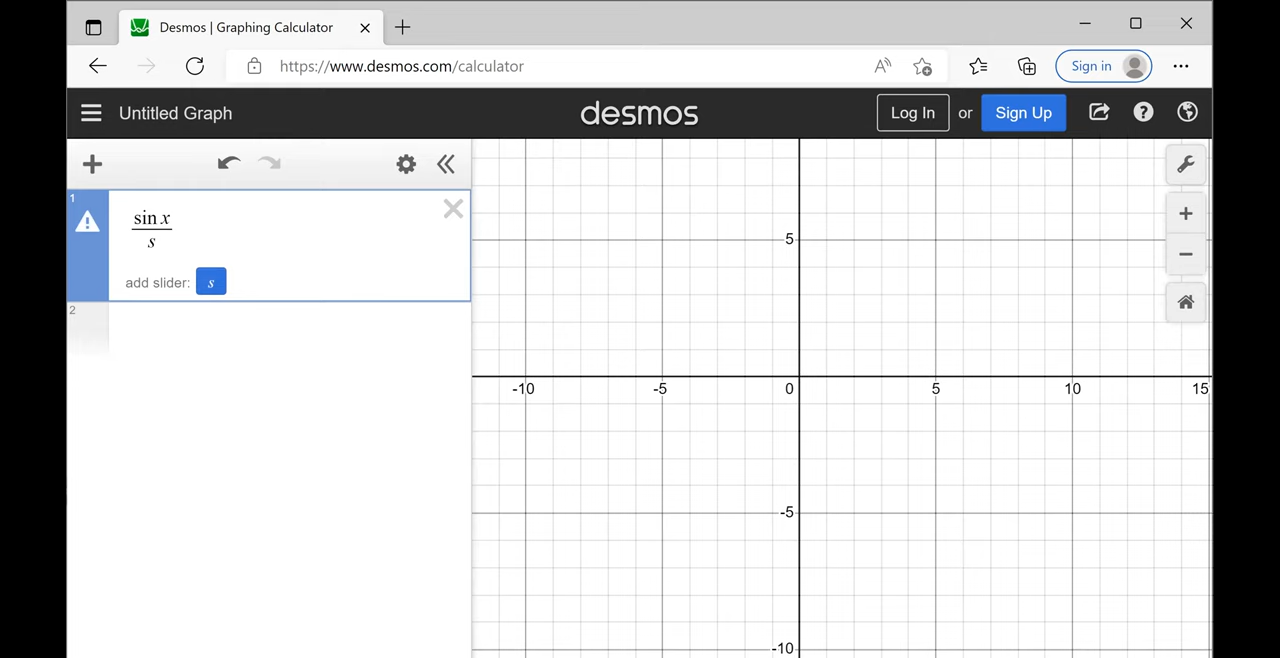 Desmos | Graphing Calculator
https://www.desmos.com/calculator
Sign in
Untitled Graph
desmos
Log In or Sign Up
1
sin x
s
add slider: s
2
5
-10 -5 0 5 10 15
-5
-10